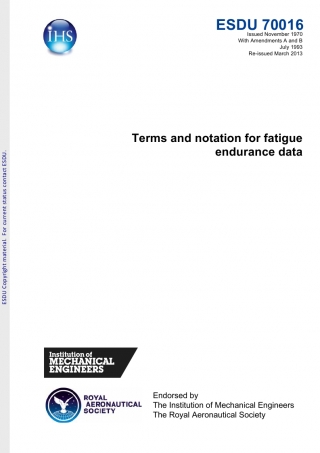 ESDU Copyright material. For current status contact ESDU.
IHS
ESDU 70016
Issued November 1970
With Amendments A and B
July 1993
Re-issued March 2013
Terms and notation for fatigue
endurance data
Institution of
MECHANICAL
ENGINEERS
ROYAL
AERONAUTICAL
SOCIETY
Endorsed by
The Institution of Mechanical Engineers
The Royal Aeronautical Society